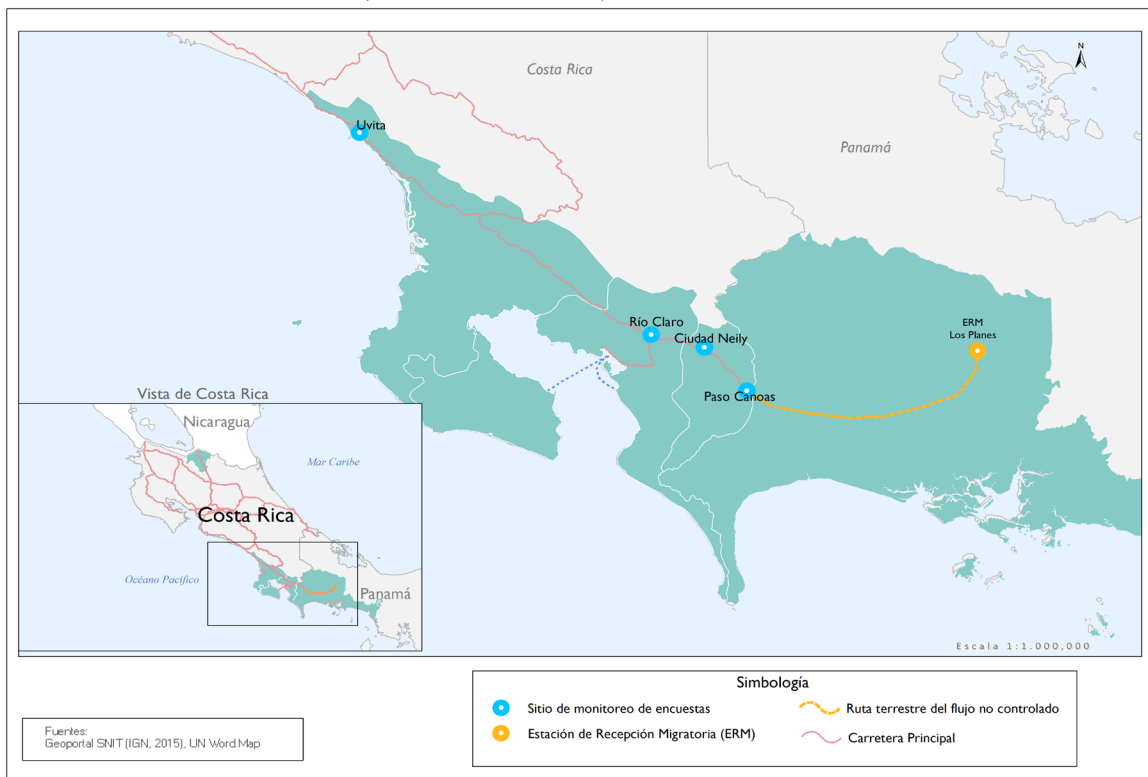 Costa Rica
N
Uvita
Panamá
Río Claro
Ciudad Neily
ERM
Los Planes
Paso Canoas
Vista de Costa Rica
Nicaragua
Mar Caribe
Costa Rica
Océano Pacífico
Panamá
Escala 1:1.000,000
Simbología
Sitio de monitoreo de encuestas
Ruta terrestre del flujo no controlado
Estación de Recepción Migratoria (ERM)
Carretera Principal
Fuentes:
Geoportal SNIT (IGN, 2015), UN Word Map